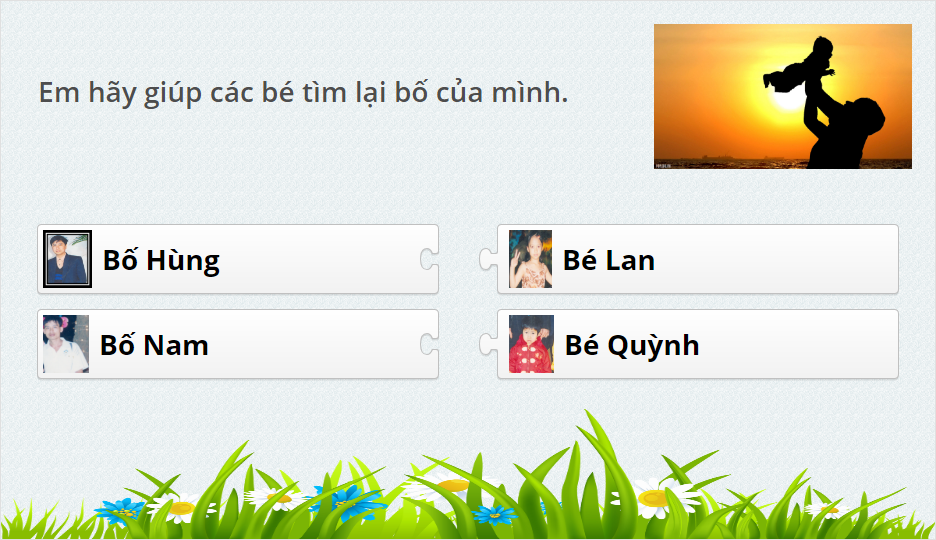 Em hãy giúp các bé tìm lại bố của mình.
Bố Hùng
Bé Lan
Bố Nam
Bé Quỳnh